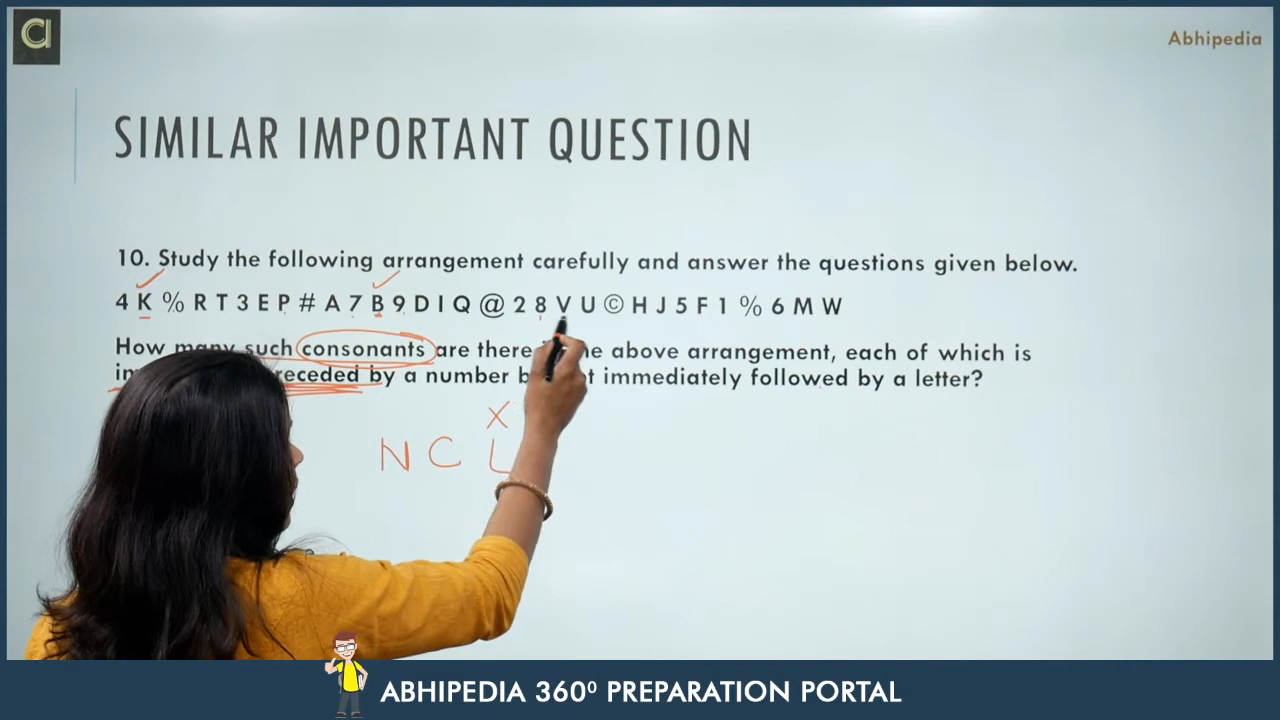 a
Abhipedia
SIMILAR IMPORTANT QUESTION
10. Study the following arrangement carefully and answer the questions given below.
4 K % R T 3 E P # A 7 B 9 D I Q @ 2 8 V U © H J 5 F 1 % 6 M W
How many such consonants are there the above arrangement, each of which is
preceded by a number immediately followed by a letter?
X
N C L
ABHIPEDIA 360⁰ PREPARATION PORTAL